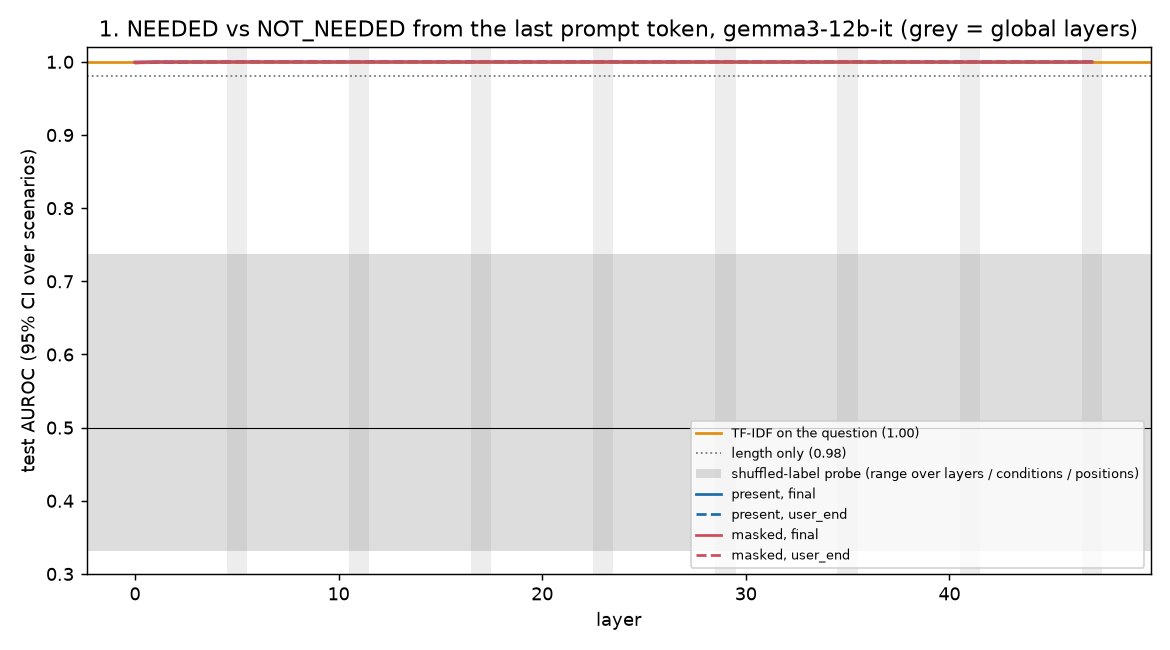 1. NEEDED vs NOT_NEEDED from the last prompt token, gemma3-12b-it (grey = global layers)
test AUROC (95% CI over scenarios)
1.0
0.9
0.8
0.7
0.6
0.5
0.4
0.3
TF-IDF on the question (1.00)
length only (0.98)
shuffled-label probe (range over layers / conditions / positions)
present, final
present, user_end
masked, final
masked, user_end
0 10 20 30 40
layer